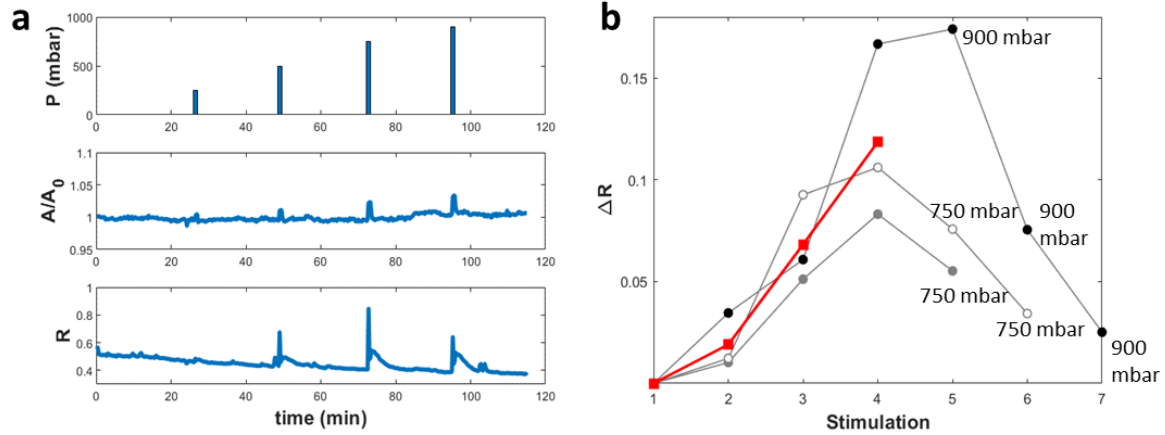 a
P (mbar)
1000
500
0
0 20 40 60 80 100 120
A/A0
1.1
1.05
1
0.95
0 20 40 60 80 100 120
R
1
0.8
0.6
0.4
0 20 40 60 80 100 120
time (min)
b
ΔR
0.15
0.1
0.05
900 mbar
750 mbar
900
mbar
750 mbar
750 mbar
900
mbar
1 2 3 4 5 6 7
Stimulation